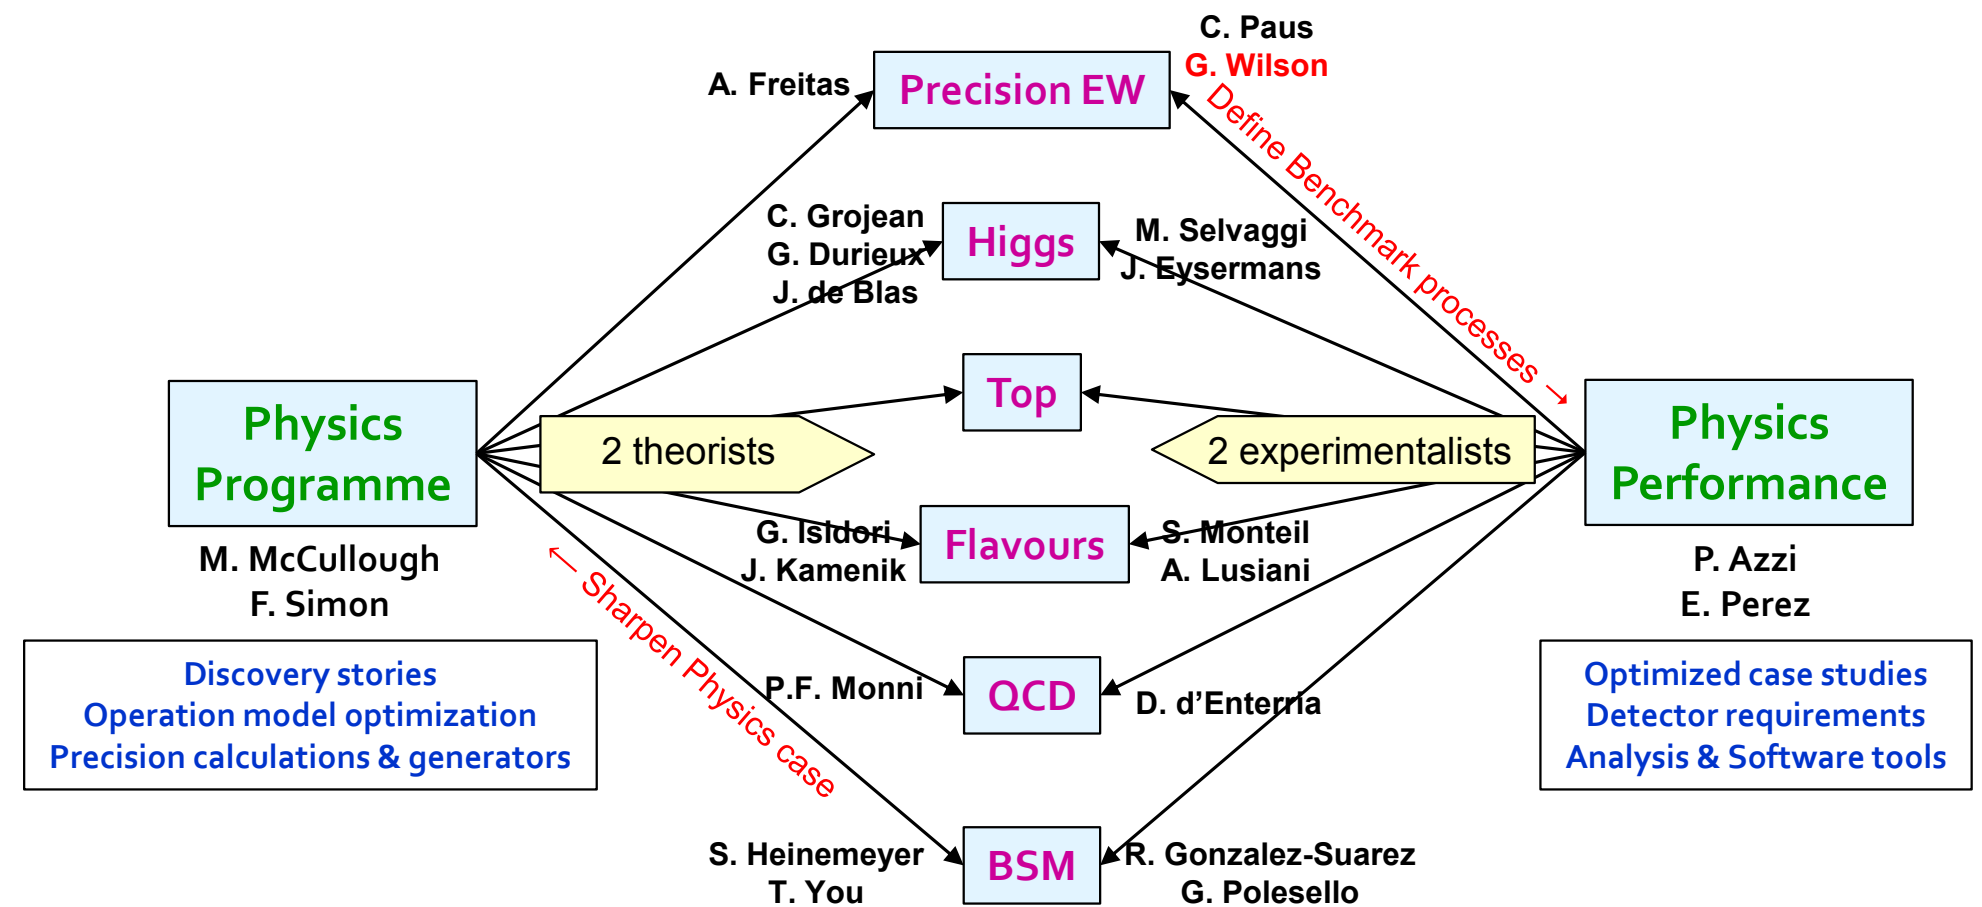 C. Paus
G. Wilson
A. Freitas
Precision EW
Define Benchmark processes →
C. Grojean
G. Durieux
J. de Blas
Higgs
M. Selvaggi
J. Eysermans
Top
Physics
Programme
2 theorists
2 experimentalists
Physics
Performance
M. McCullough
F. Simon
G. Isidori
J. Kamenik
Flavours
S. Monteil
A. Lusiani
P. Azzi
E. Perez
← Sharpen Physics case
Discovery stories
Operation model optimization
Precision calculations & generators
P.F. Monni
QCD
D. d’Enterria
Optimized case studies
Detector requirements
Analysis & Software tools
S. Heinemeyer
T. You
BSM
R. Gonzalez-Suarez
G. Polesello